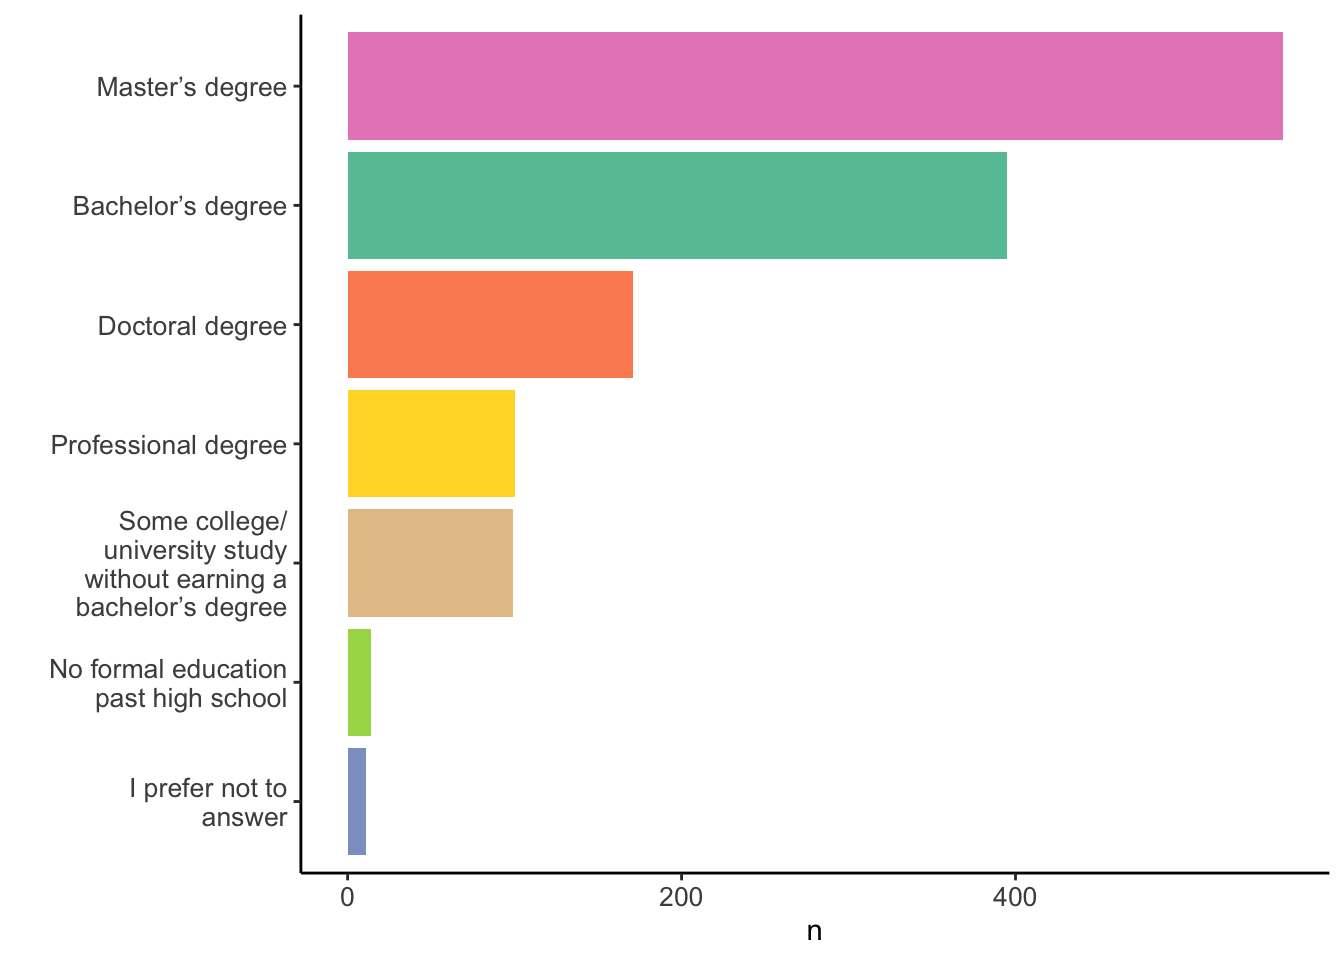 Master’s degree
Bachelor’s degree
Doctoral degree
Professional degree
Some college/
university study
without earning a
bachelor’s degree
No formal education
past high school
I prefer not to
answer
0
200
400
n